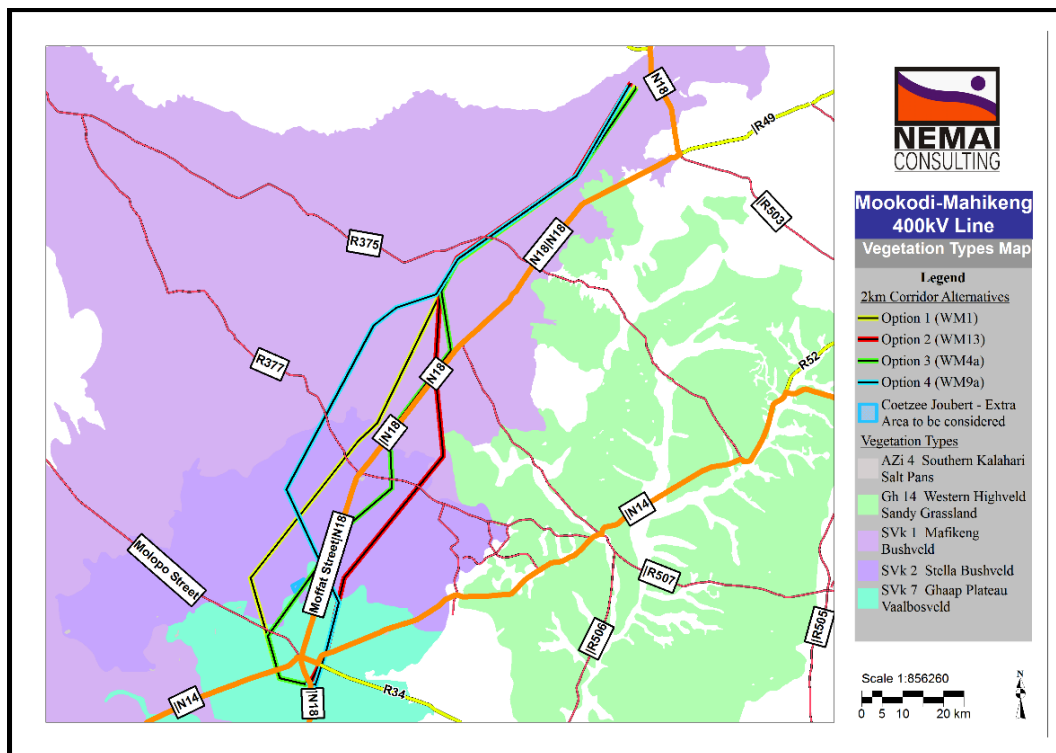 N18
R49
R503
N18|N18
R375
R377
N18
R52
|N18
|N14
Moffat Street|N18
Molopo Street
|R507
|R506
|R505
R34
|N14
|N18
NEMAI
CONSULTING
Mookodi-Mahikeng
400kV Line
Vegetation Types Map
Legend
2km Corridor Alternatives
Option 1 (WM1)
Option 2 (WM13)
Option 3 (WM4a)
Option 4 (WM9a)
Coetzee Joubert - Extra
Area to be considered
Vegetation Types
AZi 4 Southern Kalahari
Salt Pans
Gh 14 Western Highveld
Sandy Grassland
SVk 1 Mafikeng
Bushveld
SVk 2 Stella Bushveld
SVk 7 Ghaap Plateau
Vaalbosveld
Scale 1:856260
0 5 10 20 km
N